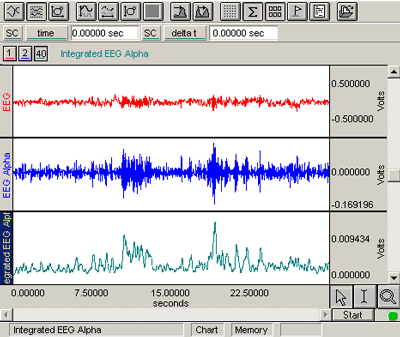 SC time 0.00000 sec SC delta t 0.00000 sec
1 2 40 Integrated EEG Alpha
EEG
0.500000
-0.500000
Volts
EEG Alpha
0.000000
-0.169196
Volts
egrated EEG Alpl
0.009434
0.000000
Volts
0.00000 7.50000 15.00000 22.50000
seconds
Start
Integrated EEG Alpha Chart Memory